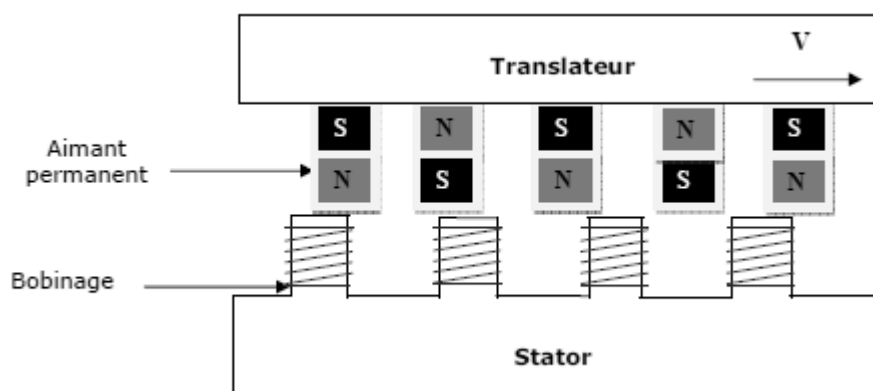 V
Translateur
S N S N S
Aimant
permanent
N S N S N
Bobinage
Stator